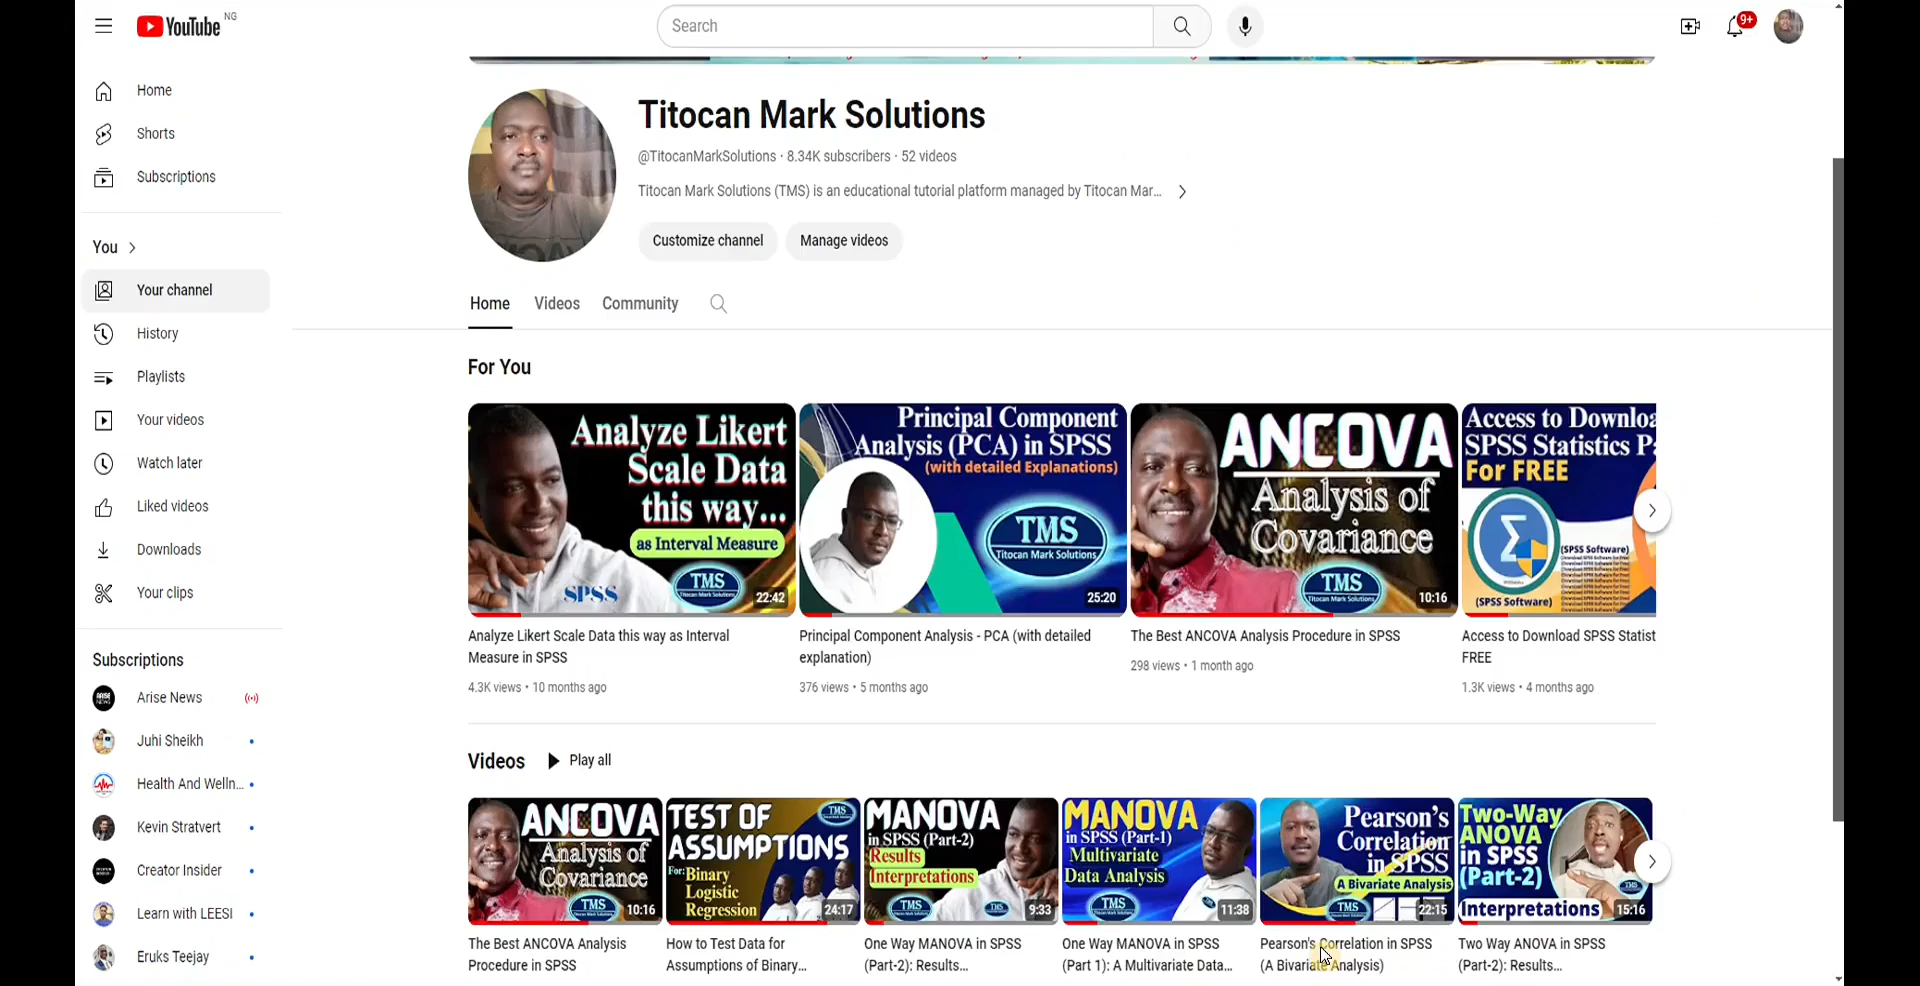 YouTube NG
Search
9+
Home
Shorts
Subscriptions
You
Your channel
History
Playlists
Your videos
Watch later
Liked videos
Downloads
Your clips
Subscriptions
Arise News
Juhi Sheikh
Health And Welln...
Kevin Stratvert
Creator Insider
Learn with LEESI
Eruks Teejay
Titocan Mark Solutions
@TitocanMarkSolutions · 8.34K subscribers · 52 videos
Titocan Mark Solutions (TMS) is an educational tutorial platform managed by Titocan Mar...
Customize channel Manage videos
Home Videos Community
For You
Analyze Likert
Scale Data
this way...
as Interval Measure
SPSS
TMS
Titocan Mark Solutions
22:42
Analyze Likert Scale Data this way as Interval
Measure in SPSS
4.3K views • 10 months ago
Principal Component
Analysis (PCA) in SPSS
(with detailed Explanations)
TMS
Titocan Mark Solutions
25:20
Principal Component Analysis - PCA (with detailed
explanation)
376 views • 5 months ago
ANCOVA
Analysis of
Covariance
TMS
Titocan Mark Solutions
10:16
The Best ANCOVA Analysis Procedure in SPSS
298 views • 1 month ago
Access to Downloa
SPSS Statistics Pa
For FREE
(SPSS Software)
(SPSS Software)
Access to Download SPSS Statist
FREE
1.3K views • 4 months ago
Videos Play all
ANCOVA
Analysis of
Covariance
TMS
10:16
The Best ANCOVA Analysis
Procedure in SPSS
TEST OF
ASSUMPTIONS
For:
Binary
Logistic
Regression
TMS
24:17
How to Test Data for
Assumptions of Binary...
MANOVA
in SPSS (Part-2)
Results
Interpretations
TMS
TMS
9:33
One Way MANOVA in SPSS
(Part-2): Results...
MANOVA
in SPSS (Part-1)
Multivariate
Data Analysis
TMS
11:38
One Way MANOVA in SPSS
(Part 1): A Multivariate Data...
Pearson's
Correlation
in SPSS
A Bivariate Analysis
TMS
22:15
Pearson's Correlation in SPSS
(A Bivariate Analysis)
Two-Way
ANOVA
in SPSS
(Part-2)
Interpretations
TMS
15:16
Two Way ANOVA in SPSS
(Part-2): Results...